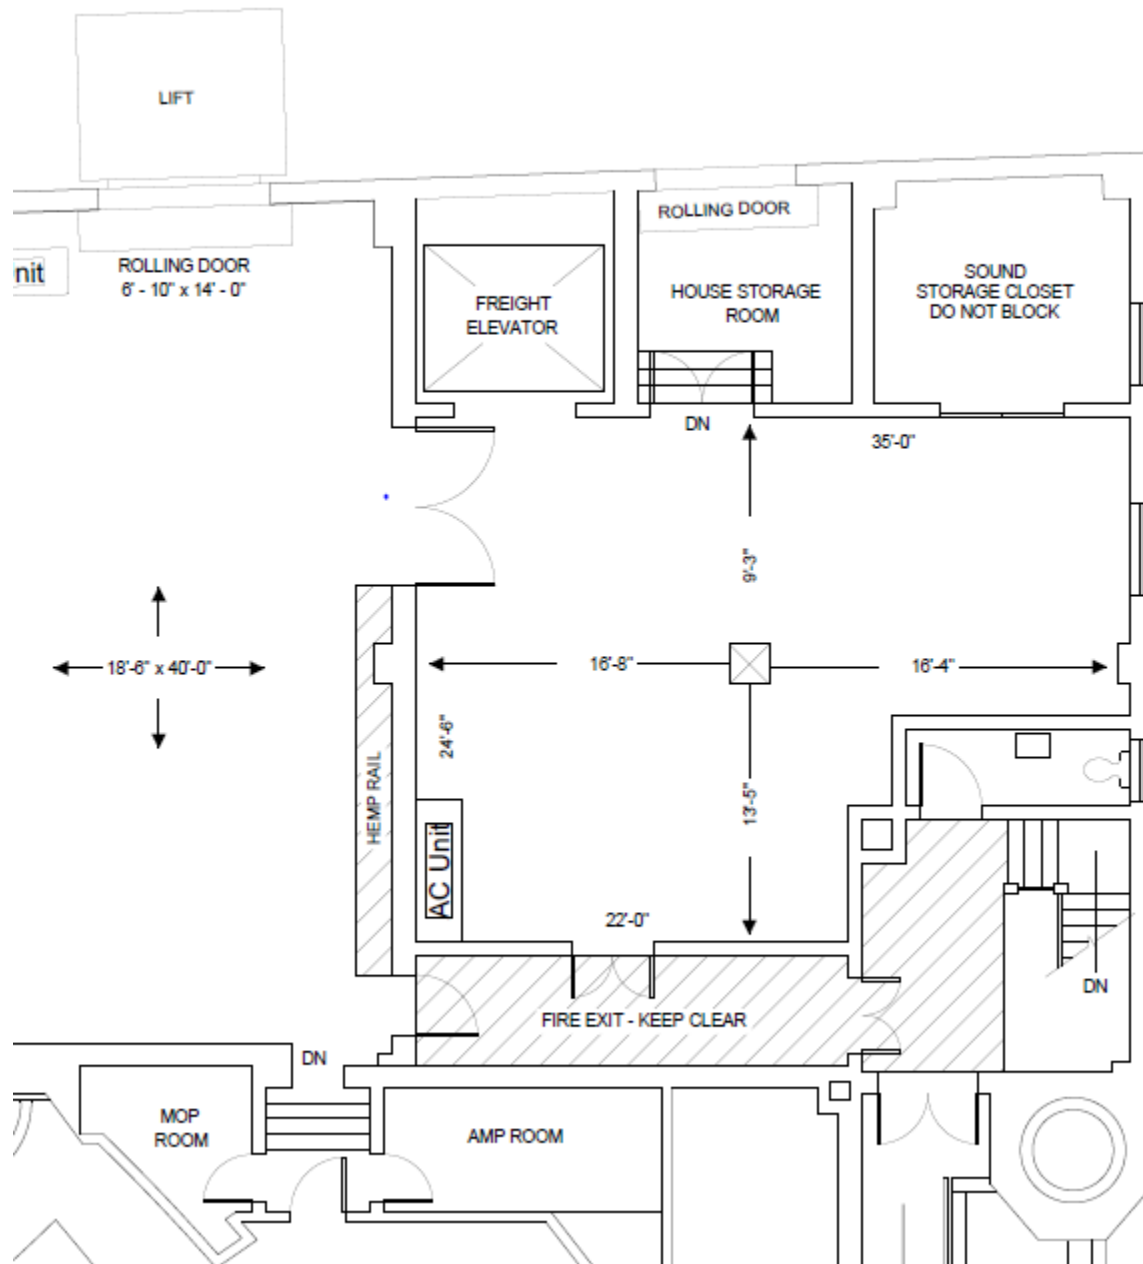 LIFT
ROLLING DOOR
6' - 10" x 14' - 0"
nit
FREIGHT
ELEVATOR
ROLLING DOOR
HOUSE STORAGE
ROOM
SOUND
STORAGE CLOSET
DO NOT BLOCK
DN
35'-0"
9'-3"
18'-6" x 40'-0"
16'-8"
16'-4"
24'-6"
HEMP RAIL
13'-5"
AC Unit
22'-0"
FIRE EXIT - KEEP CLEAR
DN
DN
MOP
ROOM
AMP ROOM